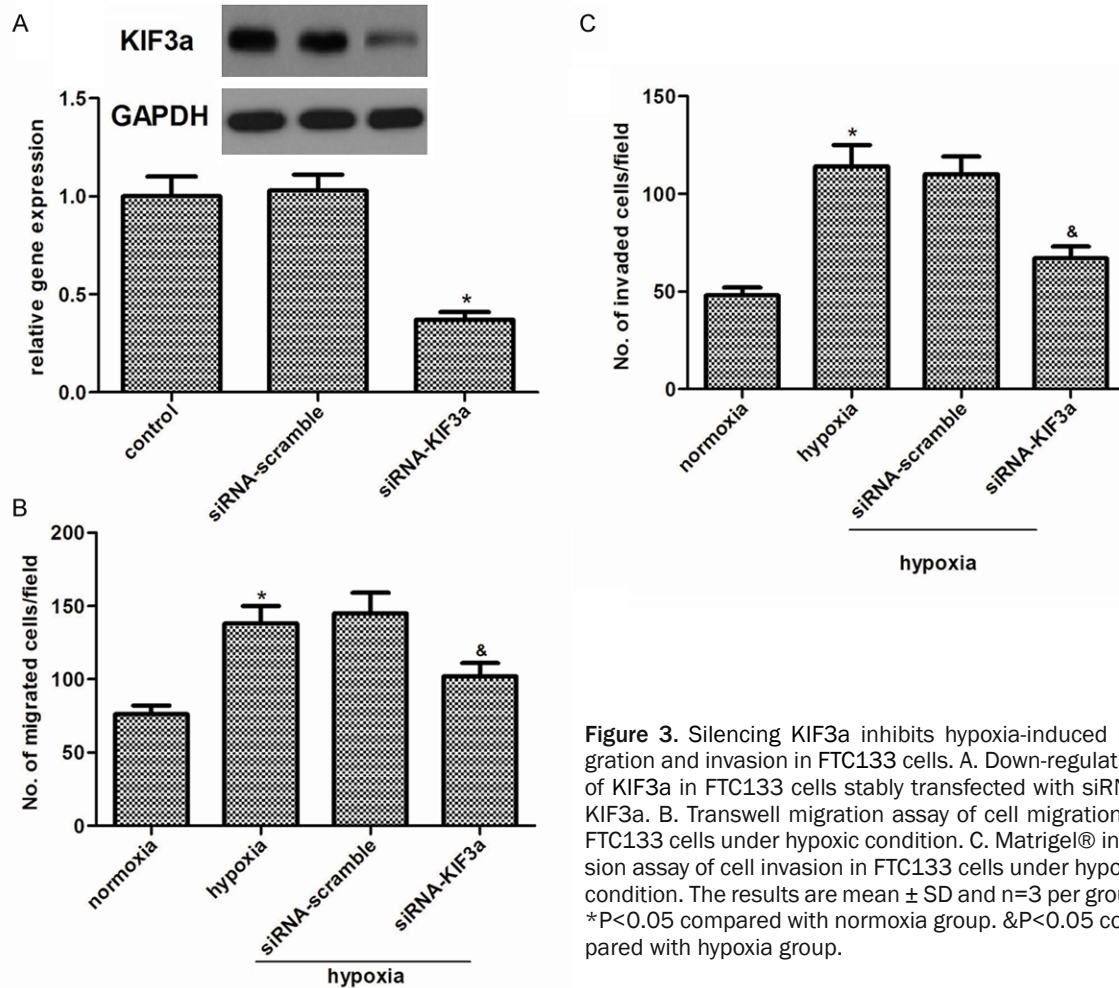 A
KIF3a
GAPDH
relative gene expression
1.5
1.0
0.5
0.0
*
control
siRNA-scramble
siRNA-KIF3a
B
No. of migrated cells/field
200
150
100
50
0
*
&
normoxia
hypoxia
siRNA-scramble
siRNA-KIF3a
hypoxia
C
No. of invaded cells/field
150
100
50
0
*
&
normoxia
hypoxia
siRNA-scramble
siRNA-KIF3a
hypoxia
Figure 3. Silencing KIF3a inhibits hypoxia-induced
gration and invasion in FTC133 cells. A. Down-regulat
of KIF3a in FTC133 cells stably transfected with siRN
KIF3a. B. Transwell migration assay of cell migration
FTC133 cells under hypoxic condition. C. Matrigel® in
sion assay of cell invasion in FTC133 cells under hypo
condition. The results are mean ± SD and n=3 per grou
*P<0.05 compared with normoxia group. &P<0.05 co
pared with hypoxia group.